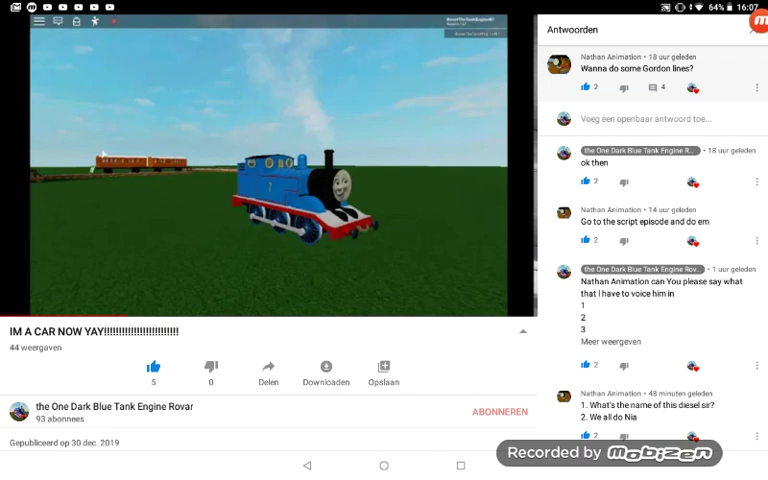 64% 16:07
Antwoorden
Nathan Animation • 18 uur geleden
Wanna do some Gordon lines?
2
4
Voeg een openbaar antwoord toe...
the One Dark Blue Tank Engine R... • 18 uur geleden
ok then
2
Nathan Animation • 14 uur geleden
Go to the script episode and do em
2
the One Dark Blue Tank Engine Rov.. • 1 uur geleden
Nathan Animation can You please say what
that I have to voice him in
1
2
3
Meer weergeven
2
Nathan Animation • 48 minuten geleden
1. What's the name of this diesel sir?
2. We all do Nia
2
IM A CAR NOW YAY!!!!!!!!!!!!!!!!!!!!!!!!!
44 weergaven
5
0
Delen
Downloaden
Opslaan
the One Dark Blue Tank Engine Rovar
93 abonnees
ABONNEREN
Gepubliceerd op 30 dec. 2019
Recorded by mobizen